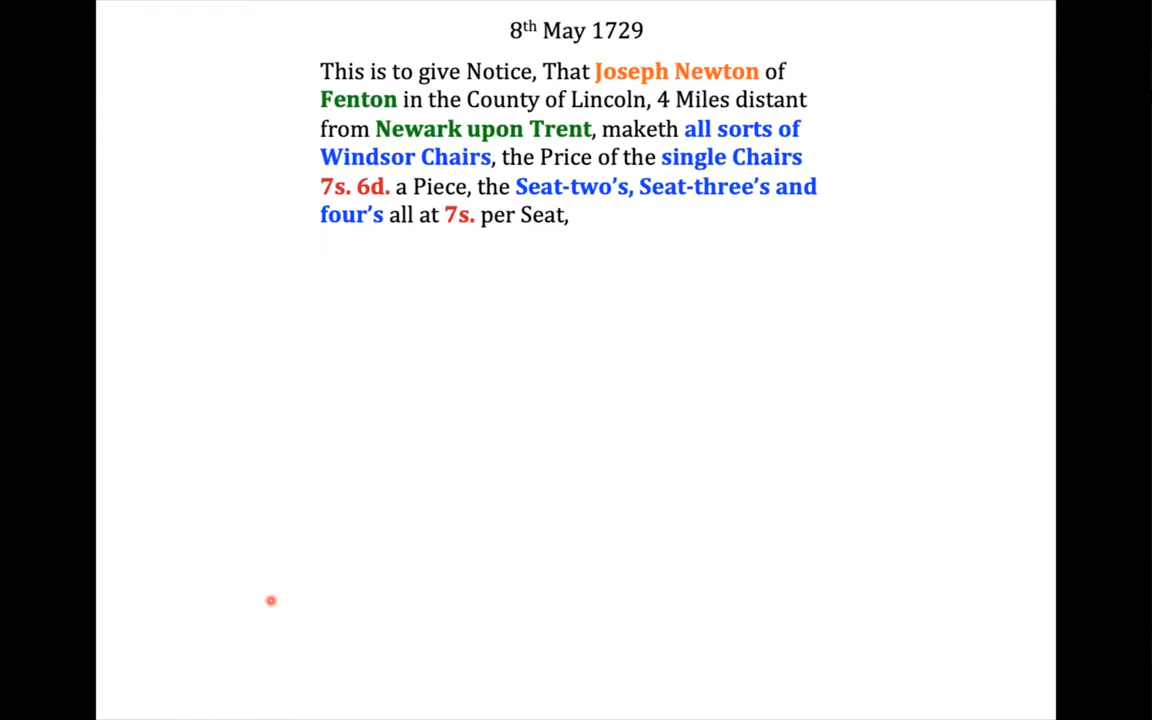 8th May 1729
This is to give Notice, That Joseph Newton of
Fenton in the County of Lincoln, 4 Miles distant
from Newark upon Trent, maketh all sorts of
Windsor Chairs, the Price of the single Chairs
7s. 6d. a Piece, the Seat-two’s, Seat-three’s and
four’s all at 7s. per Seat,